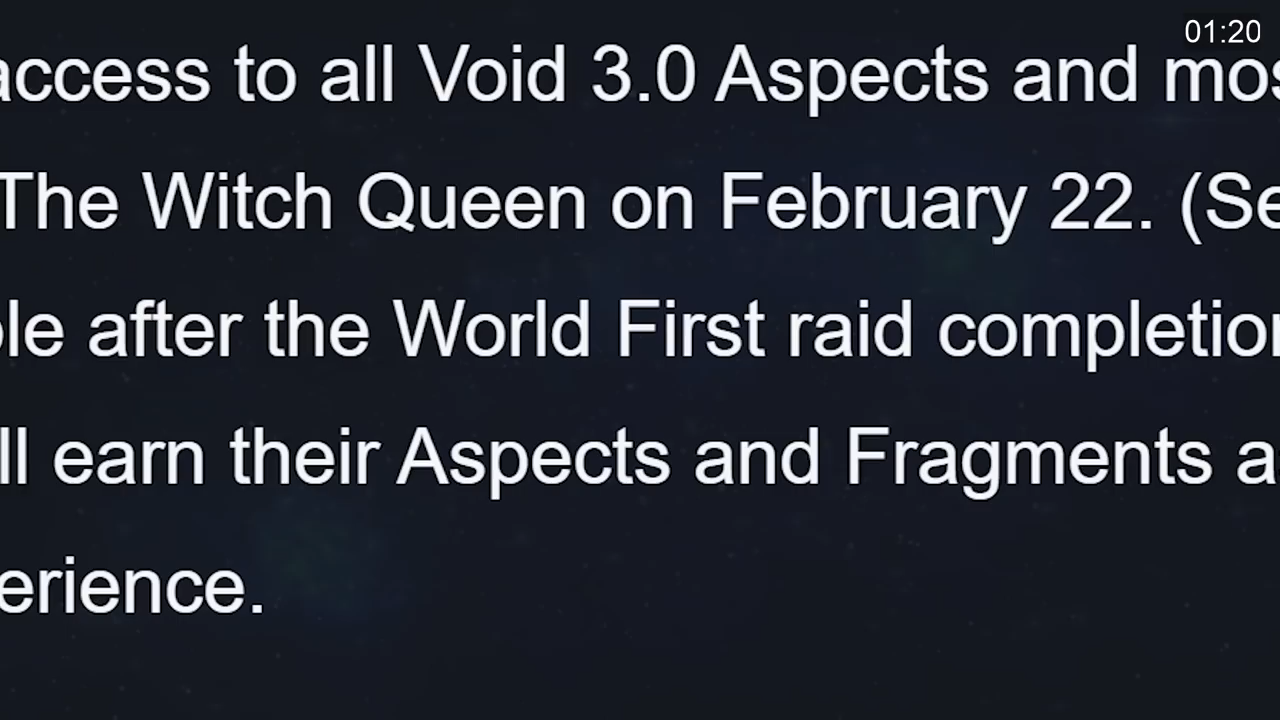 01:20
access to all Void 3.0 Aspects and mos
The Witch Queen on February 22. (Se
ple after the World First raid completion
ll earn their Aspects and Fragments a
erience.